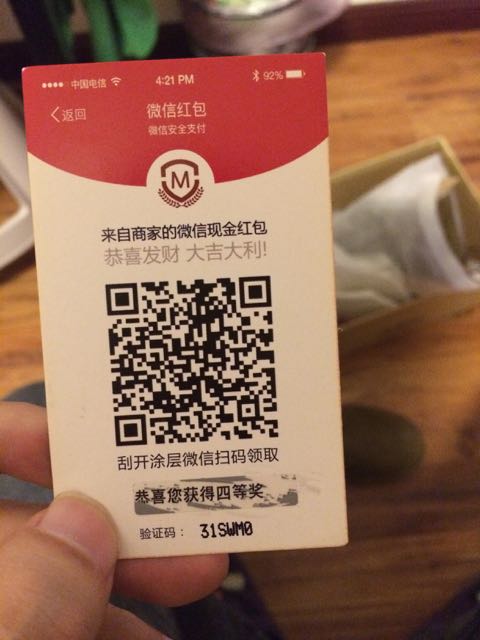 中国电信 4:21 PM 92%
返回 微信红包
微信安全支付
M
来自商家的微信现金红包
恭喜发财 大吉大利!
刮开涂层微信扫码领取
恭喜您获得四等奖
验证码： 31SWM0